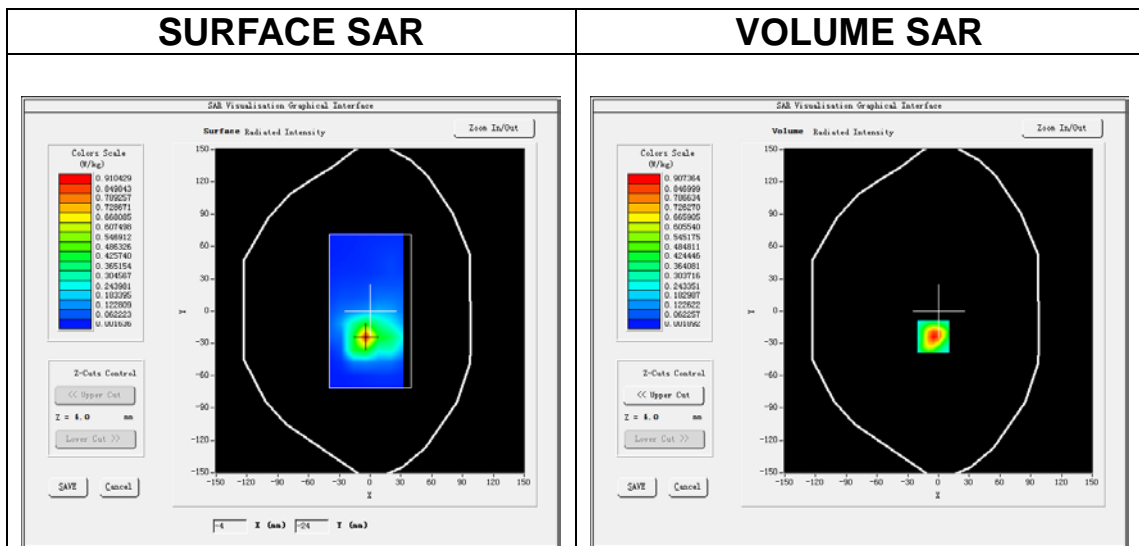 SURFACE SAR
VOLUME SAR
SAR Visualisation Graphical Interface
Surface Radiated Intensity
Zoom In/Out
Colors Scale
(W/kg)
0.910429
0.849843
0.789257
0.728671
0.668085
0.607498
0.546912
0.486326
0.425740
0.365154
0.304567
0.243981
0.183395
0.122809
0.062223
0.001636
150
120
90
60
30
0
-30
-60
-90
-120
-150
Y
-150 -120 -90 -60 -30 0 30 60 90 120 150
X
Z-Cuts Control
<< Upper Cut
Z = 4.0 mm
Lower Cut >>
SAVE Cancel
-4 X (mm) -24 Y (mm)
SAR Visualisation Graphical Interface
Volume Radiated Intensity
Zoom In/Out
Colors Scale
(W/kg)
0.907364
0.846999
0.786634
0.726270
0.665905
0.605540
0.545175
0.484811
0.424446
0.364081
0.303716
0.243351
0.182987
0.122622
0.062257
0.001892
150
120
90
60
30
0
-30
-60
-90
-120
-150
Y
-150 -120 -90 -60 -30 0 30 60 90 120 150
X
Z-Cuts Control
<< Upper Cut
Z = 4.0 mm
Lower Cut >>
SAVE Cancel